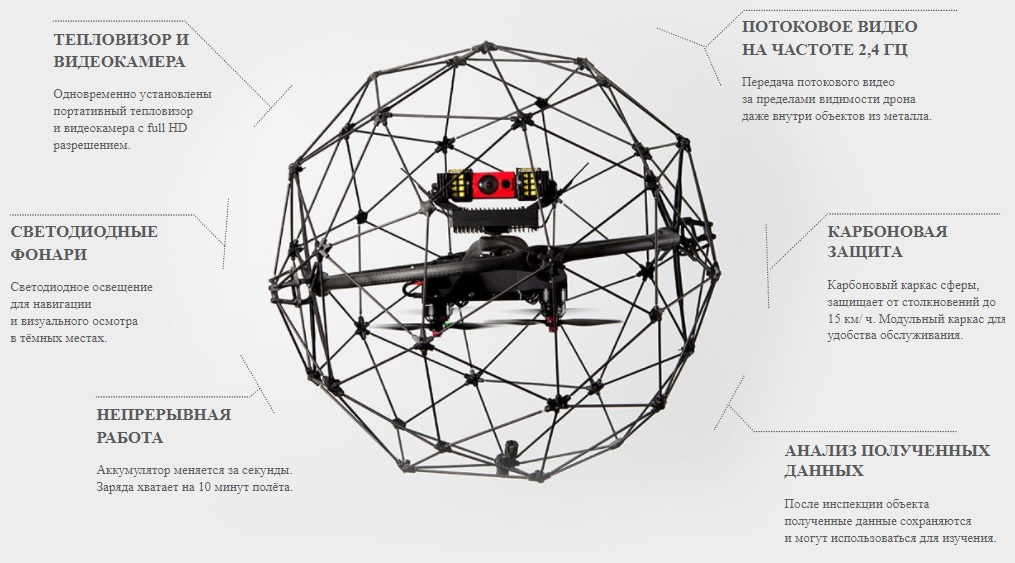 ТЕПЛОВИЗОР И
ВИДЕОКАМЕРА
Одновременно установлены
портативный тепловизор
и видеокамера с full HD
разрешением.
СВЕТОДИОДНЫЕ
ФОНАРИ
Светодиодное освещение
для навигации
и визуального осмотра
в тёмных местах.
НЕПРЕРЫВНАЯ
РАБОТА
Аккумулятор меняется за секунды.
Заряда хватает на 10 минут полёта.
ПОТОКОВОЕ ВИДЕО
НА ЧАСТОТЕ 2,4 ГЦ
Передача потокового видео
за пределами видимости дрона
даже внутри объектов из металла.
КАРБОНОВАЯ
ЗАЩИТА
Карбоновый каркас сферы,
защищает от столкновений до
15 км/ ч. Модульный каркас для
удобства обслуживания.
АНАЛИЗ ПОЛУЧЕННЫХ
ДАННЫХ
После инспекции объекта
полученные данные сохраняются
и могут использоваться для изучения.